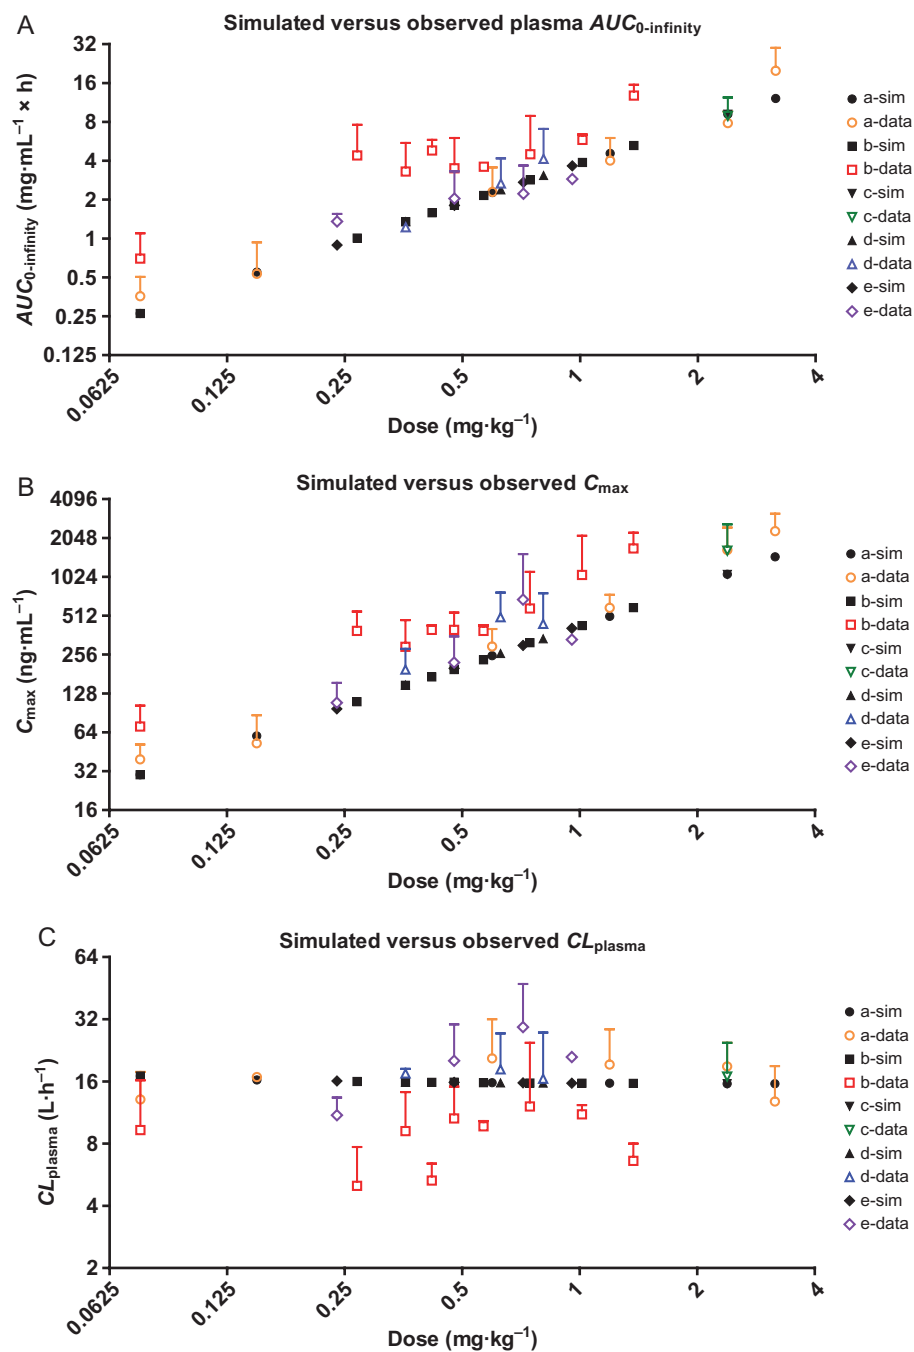 A
Simulated versus observed plasma AUC0-infinity
AUC0-infinity (mg·mL−1 × h)
32
16
8
4
2
1
0.5
0.25
0.125
0.0625
0.125
0.25
0.5
1
2
4
Dose (mg·kg−1)
a-sim
a-data
b-sim
b-data
c-sim
c-data
d-sim
d-data
e-sim
e-data
B
Simulated versus observed Cmax
Cmax (ng·mL−1)
4096
2048
1024
512
256
128
64
32
16
0.0625
0.125
0.25
0.5
1
2
4
Dose (mg·kg−1)
a-sim
a-data
b-sim
b-data
c-sim
c-data
d-sim
d-data
e-sim
e-data
C
Simulated versus observed CLplasma
CLplasma (L·h−1)
64
32
16
8
4
2
0.0625
0.125
0.25
0.5
1
2
4
Dose (mg·kg−1)
a-sim
a-data
b-sim
b-data
c-sim
c-data
d-sim
d-data
e-sim
e-data